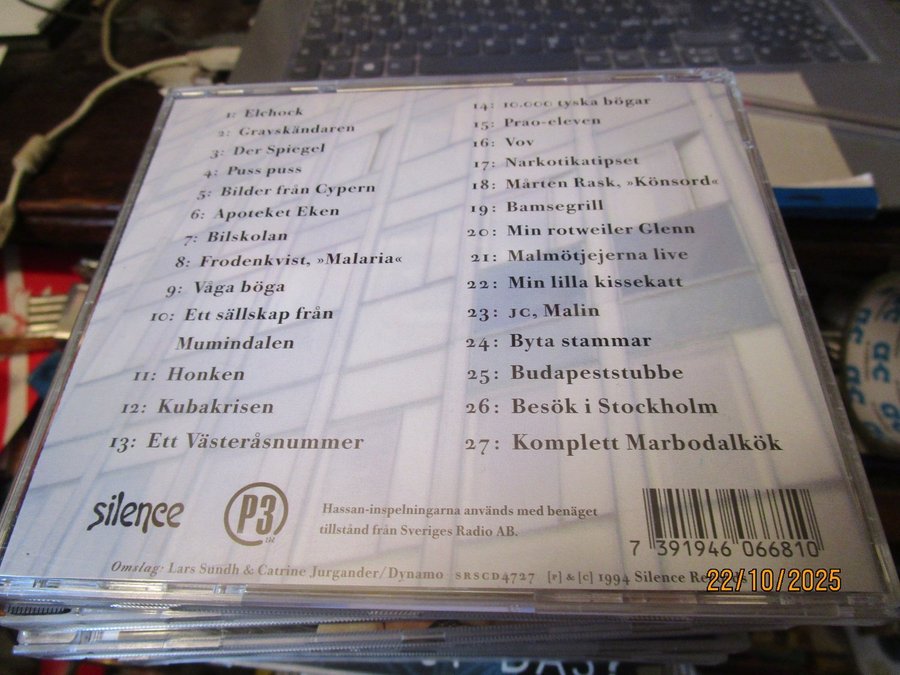 1: Elchock
2: Gravskändaren
3: Der Spiegel
4: Puss puss
5: Bilder från Cypern
6: Apoteket Eken
7: Bilskolan
8: Frodenkvist, »Malaria«
9: Våga böga
10: Ett sällskap från
Mumindalen
11: Honken
12: Kubakrisen
13: Ett Västeråsnummer
14: 10.000 tyska bögar
15: Prao-eleven
16: Vov
17: Narkotikatipset
18: Mårten Rask, »Könsord«
19: Bamsegrill
20: Min rotweiler Glenn
21: Malmötjejerna live
22: Min lilla kissekatt
23: JC, Malin
24: Byta stammar
25: Budapeststubbe
26: Besök i Stockholm
27: Komplett Marbodalkök
silence
P3
Hassan-inspelningarna används med benäget
tillstånd från Sveriges Radio AB.
7 391946 066810
Omslag: Lars Sundh & Catrine Jurgander/Dynamo SRSCD4727 [r] & [c] 1994 Silence Records
22/10/2025